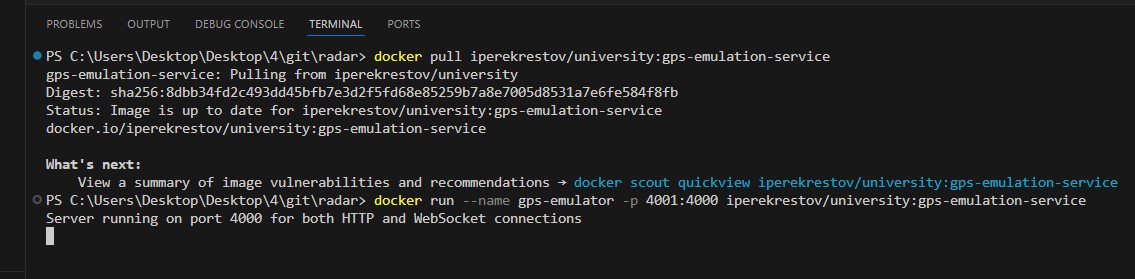 PROBLEMS OUTPUT DEBUG CONSOLE TERMINAL PORTS
PS C:\Users\Desktop\Desktop\4\git\radar> docker pull iperekrestov/university:gps-emulation-service
gps-emulation-service: Pulling from iperekrestov/university
Digest: sha256:8dbb34fd2c493dd45bfb7e3d2f5fd68e85259b7a8e7005d8531a7e6fe584f8fb
Status: Image is up to date for iperekrestov/university:gps-emulation-service
docker.io/iperekrestov/university:gps-emulation-service
What's next:
View a summary of image vulnerabilities and recommendations → docker scout quickview iperekrestov/university:gps-emulation-service
PS C:\Users\Desktop\Desktop\4\git\radar> docker run --name gps-emulator -p 4001:4000 iperekrestov/university:gps-emulation-service
Server running on port 4000 for both HTTP and WebSocket connections